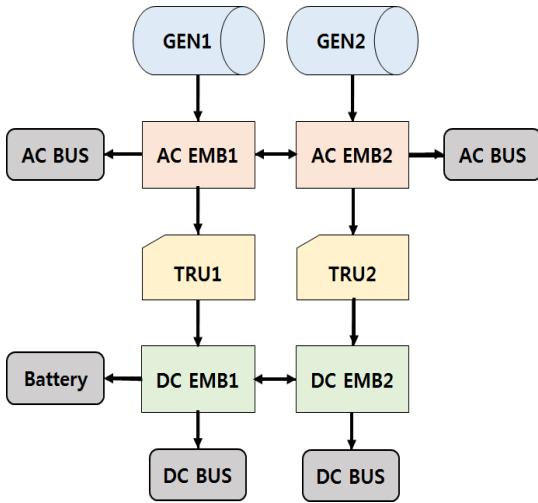 GEN1
GEN2
AC BUS
AC EMB1
AC EMB2
AC BUS
TRU1
TRU2
Battery
DC EMB1
DC EMB2
DC BUS
DC BUS